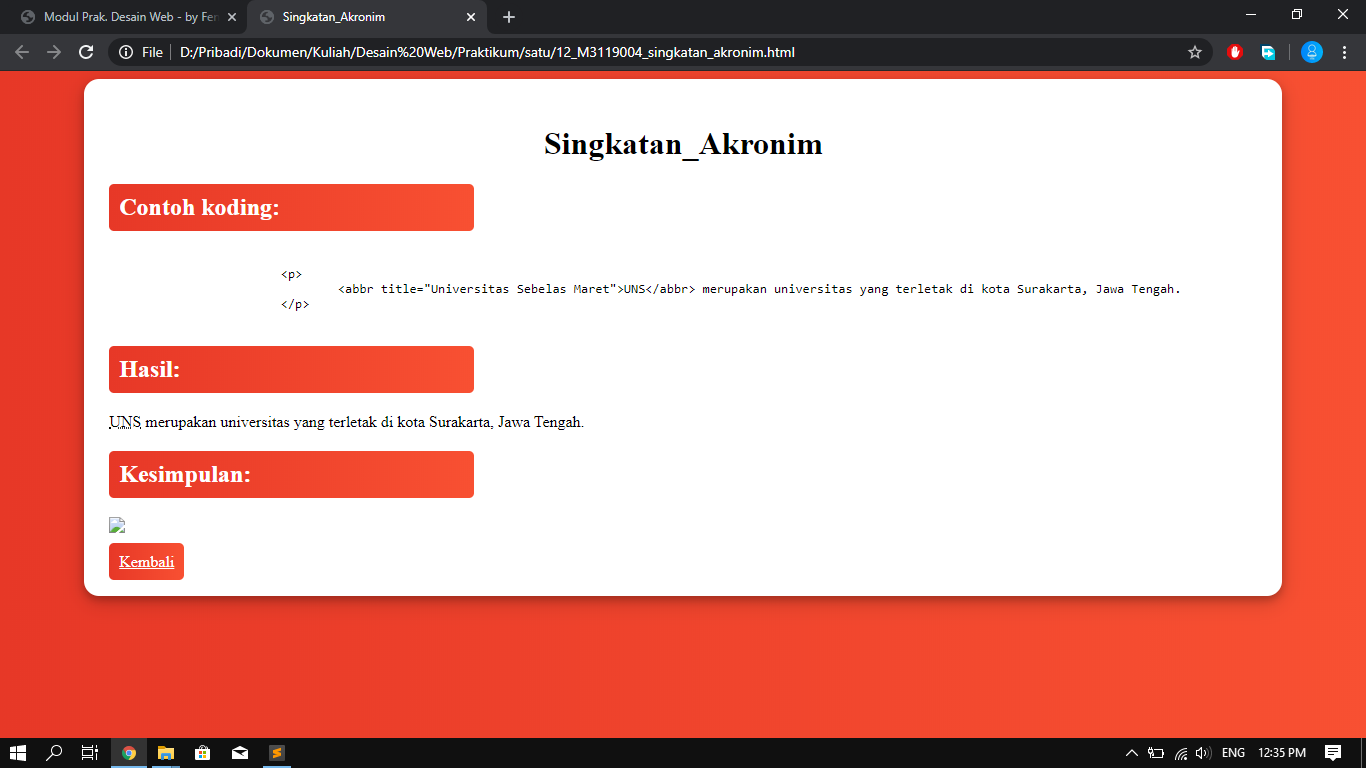 Modul Prak. Desain Web - by Fer
Singkatan_Akronim
File
D:/Pribadi/Dokumen/Kuliah/Desain%20Web/Praktikum/satu/12_M3119004_singkatan_akronim.html
Singkatan_Akronim
Contoh koding:
<p>
<abbr title="Universitas Sebelas Maret">UNS</abbr> merupakan universitas yang terletak di kota Surakarta, Jawa Tengah.
</p>
Hasil:
UNS merupakan universitas yang terletak di kota Surakarta, Jawa Tengah.
Kesimpulan:
Kembali
ENG
12:35 PM